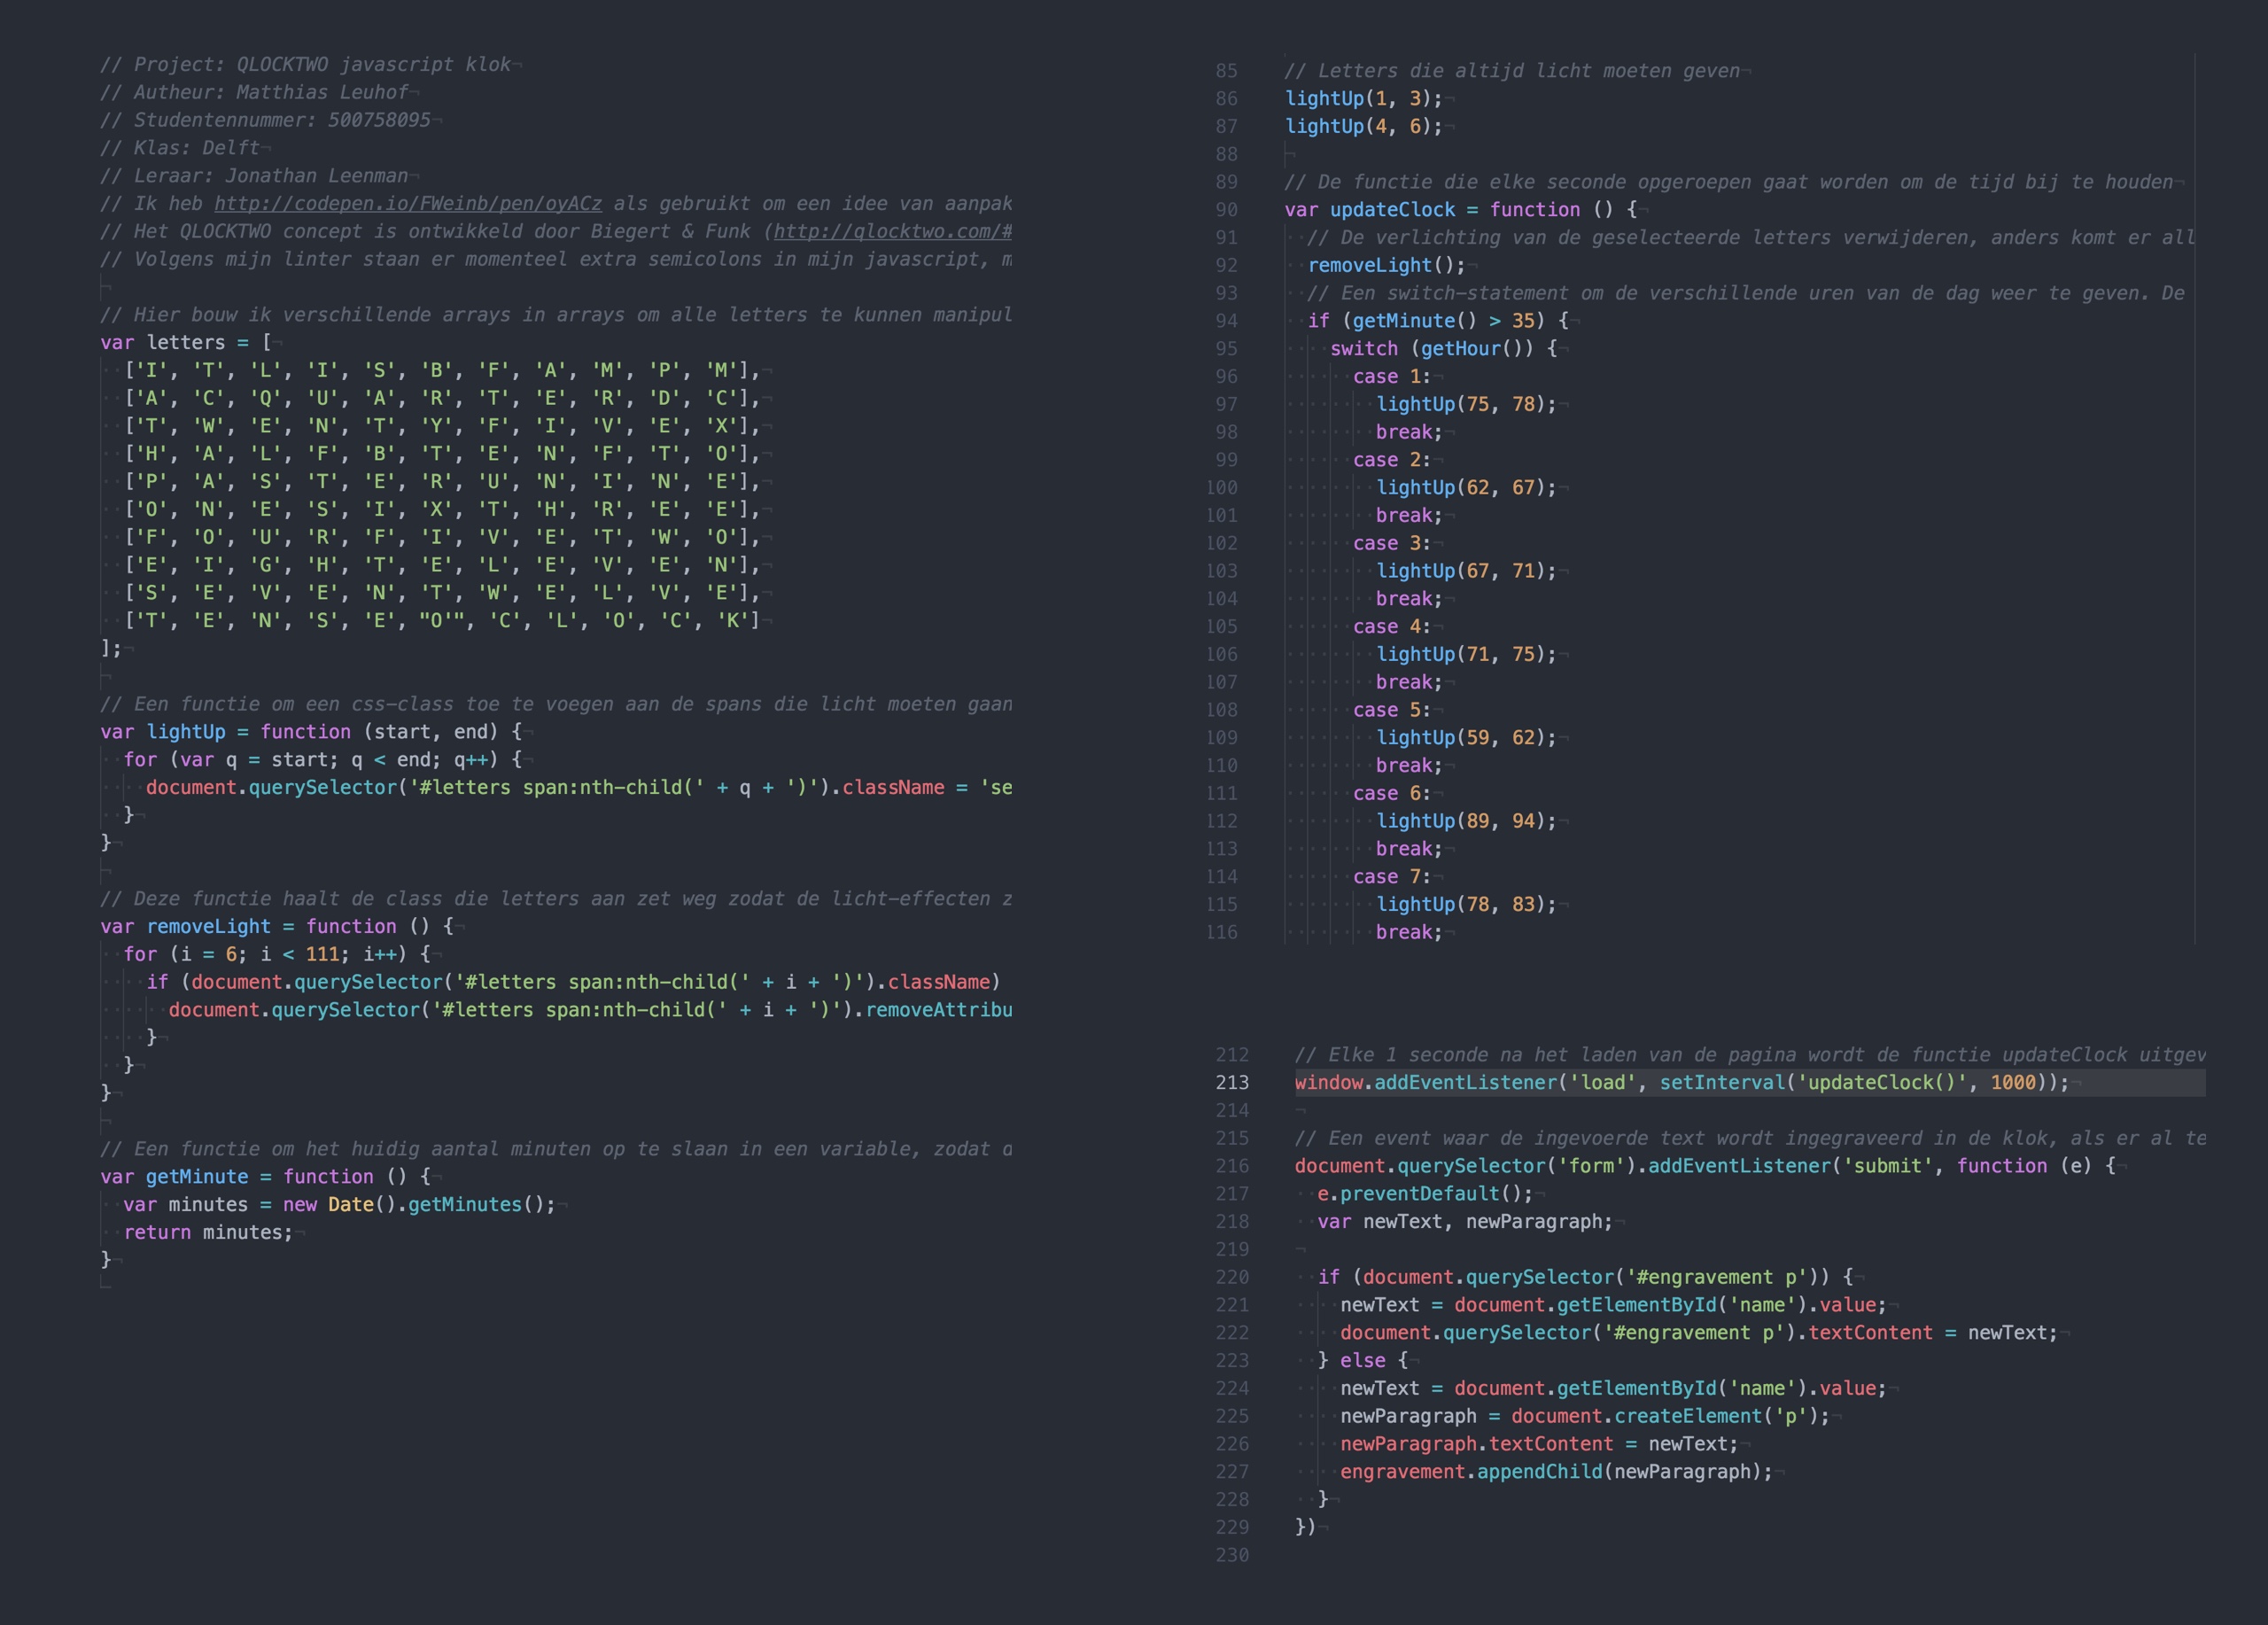 // Project: QLOCKTWO javascript klok
// Autheur: Matthias Leuhof
// Studentennummer: 500758095
// Klas: Delft
// Leraar: Jonathan Leenman
// Ik heb http://codepen.io/FWeinb/pen/oyACz als gebruikt om een idee van aanpak
// Het QLOCKTWO concept is ontwikkeld door Biegert & Funk (http://qlocktwo.com/#
// Volgens mijn linter staan er momenteel extra semicolons in mijn javascript, m
// Hier bouw ik verschillende arrays in arrays om alle letters te kunnen manipul
var letters = [
['I', 'T', 'L', 'I', 'S', 'B', 'F', 'A', 'M', 'P', 'M'],
['A', 'C', 'Q', 'U', 'A', 'R', 'T', 'E', 'R', 'D', 'C'],
['T', 'W', 'E', 'N', 'T', 'Y', 'F', 'I', 'V', 'E', 'X'],
['H', 'A', 'L', 'F', 'B', 'T', 'E', 'N', 'F', 'T', 'O'],
['P', 'A', 'S', 'T', 'E', 'R', 'U', 'N', 'I', 'N', 'E'],
['O', 'N', 'E', 'S', 'I', 'X', 'T', 'H', 'R', 'E', 'E'],
['F', 'O', 'U', 'R', 'F', 'I', 'V', 'E', 'T', 'W', 'O'],
['E', 'I', 'G', 'H', 'T', 'E', 'L', 'E', 'V', 'E', 'N'],
['S', 'E', 'V', 'E', 'N', 'T', 'W', 'E', 'L', 'V', 'E'],
['T', 'E', 'N', 'S', 'E', "O'", 'C', 'L', 'O', 'C', 'K']
];
// Een functie om een css-class toe te voegen aan de spans die licht moeten gaan
var lightUp = function (start, end) {
for (var q = start; q < end; q++) {
document.querySelector('#letters span:nth-child(' + q + ')').className = 'se
}
}
// Deze functie haalt de class die letters aan zet weg zodat de licht-effecten z
var removeLight = function () {
for (i = 6; i < 111; i++) {
if (document.querySelector('#letters span:nth-child(' + i + ')').className)
document.querySelector('#letters span:nth-child(' + i + ')').removeAttribu
}
}
}
// Een functie om het huidig aantal minuten op te slaan in een variable, zodat d
var getMinute = function () {
var minutes = new Date().getMinutes();
return minutes;
}
85 // Letters die altijd licht moeten geven
86 lightUp(1, 3);
87 lightUp(4, 6);
88
89 // De functie die elke seconde opgeroepen gaat worden om de tijd bij te houden
90 var updateClock = function () {
91 // De verlichting van de geselecteerde letters verwijderen, anders komt er all
92 removeLight();
93 // Een switch-statement om de verschillende uren van de dag weer te geven. De
94 if (getMinute() > 35) {
95 switch (getHour()) {
96 case 1:
97 lightUp(75, 78);
98 break;
99 case 2:
100 lightUp(62, 67);
101 break;
102 case 3:
103 lightUp(67, 71);
104 break;
105 case 4:
106 lightUp(71, 75);
107 break;
108 case 5:
109 lightUp(59, 62);
110 break;
111 case 6:
112 lightUp(89, 94);
113 break;
114 case 7:
115 lightUp(78, 83);
116 break;
212 // Elke 1 seconde na het laden van de pagina wordt de functie updateClock uitgev
213 window.addEventListener('load', setInterval('updateClock()', 1000));
214
215 // Een event waar de ingevoerde text wordt ingegraveerd in de klok, als er al te
216 document.querySelector('form').addEventListener('submit', function (e) {
217 e.preventDefault();
218 var newText, newParagraph;
219
220 if (document.querySelector('#engravement p')) {
221 newText = document.getElementById('name').value;
222 document.querySelector('#engravement p').textContent = newText;
223 } else {
224 newText = document.getElementById('name').value;
225 newParagraph = document.createElement('p');
226 newParagraph.textContent = newText;
227 engravement.appendChild(newParagraph);
228 }
229 })
230